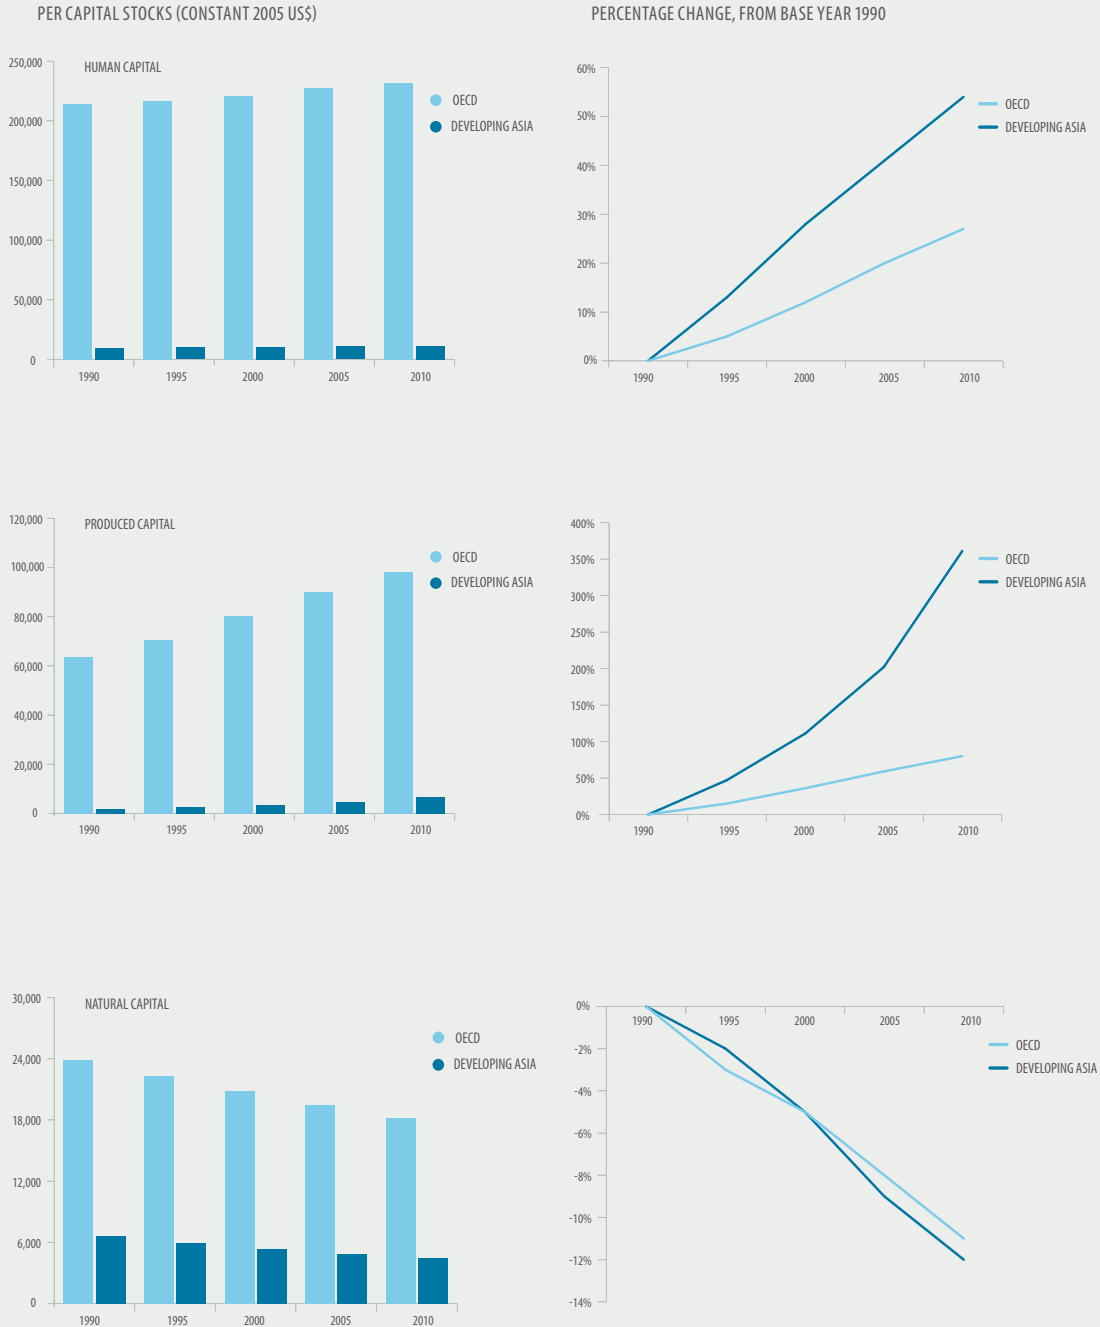 PER CAPITAL STOCKS (CONSTANT 2005 US$)
PERCENTAGE CHANGE, FROM BASE YEAR 1990
HUMAN CAPITAL
250,000
200,000
150,000
100,000
50,000
0
1990 1995 2000 2005 2010
OECD
DEVELOPING ASIA
60%
50%
40%
30%
20%
10%
0%
1990 1995 2000 2005 2010
OECD
DEVELOPING ASIA
PRODUCED CAPITAL
120,000
100,000
80,000
60,000
40,000
20,000
0
1990 1995 2000 2005 2010
OECD
DEVELOPING ASIA
400%
350%
300%
250%
200%
150%
100%
50%
0%
1990 1995 2000 2005 2010
OECD
DEVELOPING ASIA
NATURAL CAPITAL
30,000
24,000
18,000
12,000
6,000
0
1990 1995 2000 2005 2010
OECD
DEVELOPING ASIA
0%
-2%
-4%
-6%
-8%
-10%
-12%
-14%
1990 1995 2000 2005 2010
OECD
DEVELOPING ASIA